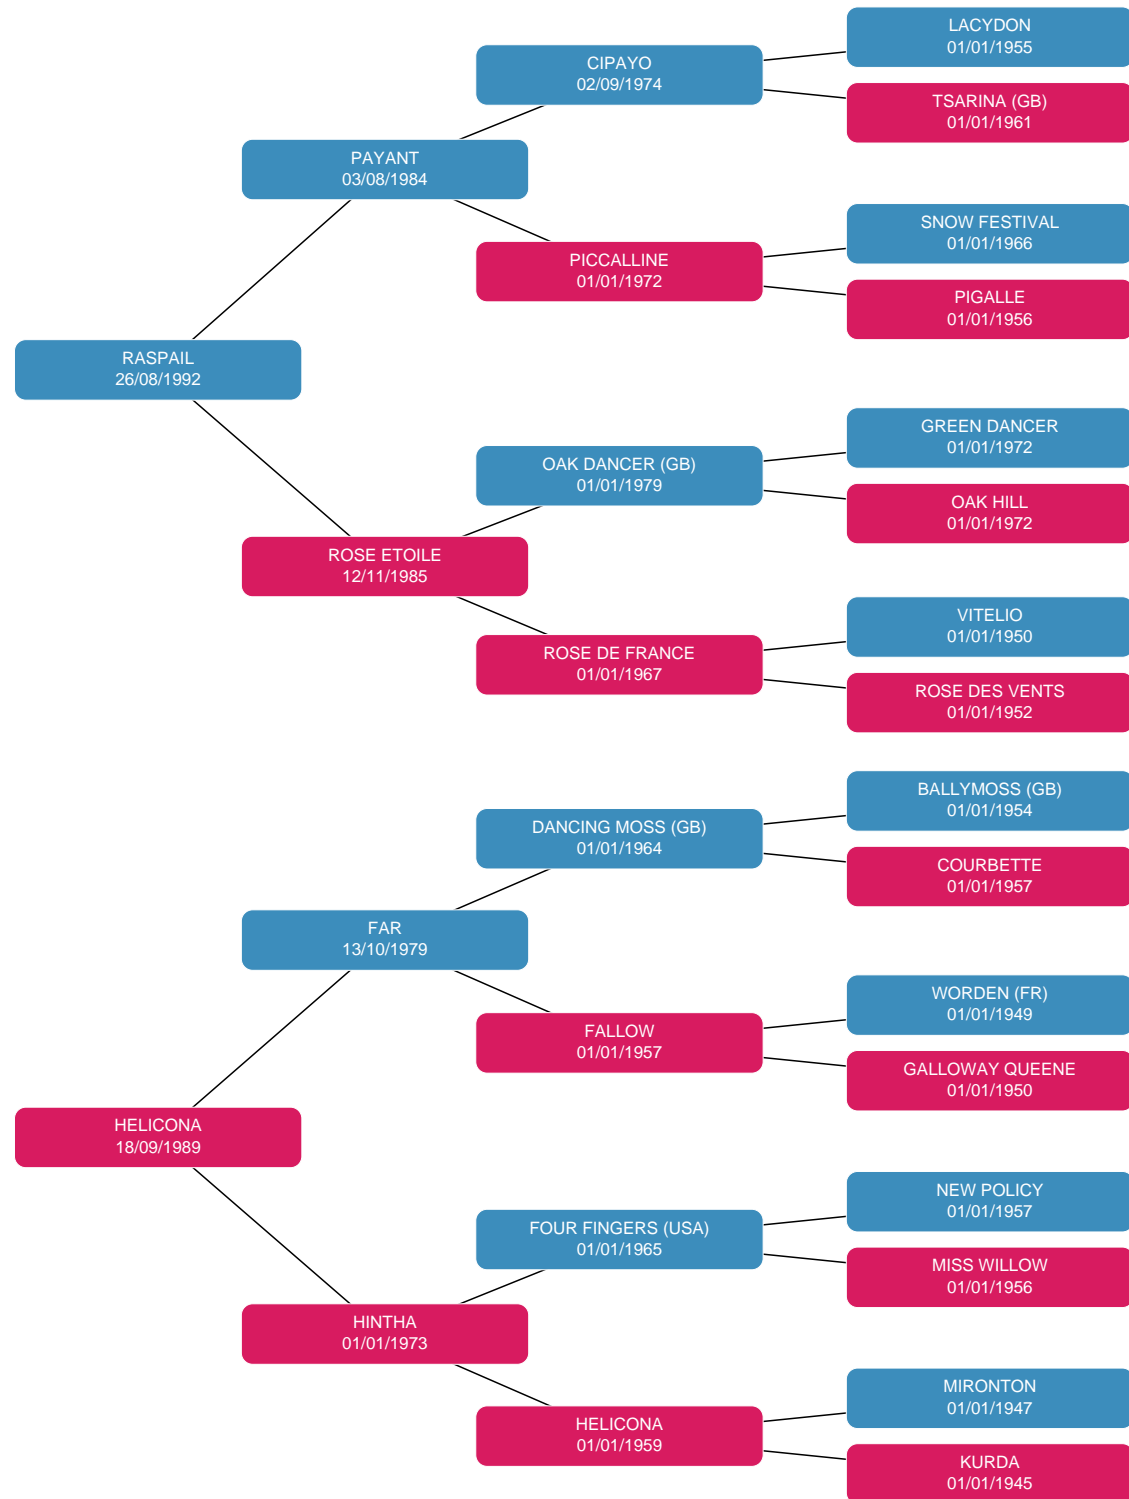 LACYDON
01/01/1955
CIPAYO
02/09/1974
TSARINA (GB)
01/01/1961
PAYANT
03/08/1984
SNOW FESTIVAL
01/01/1966
PICCALLINE
01/01/1972
PIGALLE
01/01/1956
RASPAIL
26/08/1992
GREEN DANCER
01/01/1972
OAK DANCER (GB)
01/01/1979
OAK HILL
01/01/1972
ROSE ETOILE
12/11/1985
VITELIO
01/01/1950
ROSE DE FRANCE
01/01/1967
ROSE DES VENTS
01/01/1952
BALLYMOSS (GB)
01/01/1954
DANCING MOSS (GB)
01/01/1964
COURBETTE
01/01/1957
FAR
13/10/1979
WORDEN (FR)
01/01/1949
FALLOW
01/01/1957
GALLOWAY QUEENE
01/01/1950
HELICONA
18/09/1989
NEW POLICY
01/01/1957
FOUR FINGERS (USA)
01/01/1965
MISS WILLOW
01/01/1956
HINTHA
01/01/1973
MIRONTON
01/01/1947
HELICONA
01/01/1959
KURDA
01/01/1945